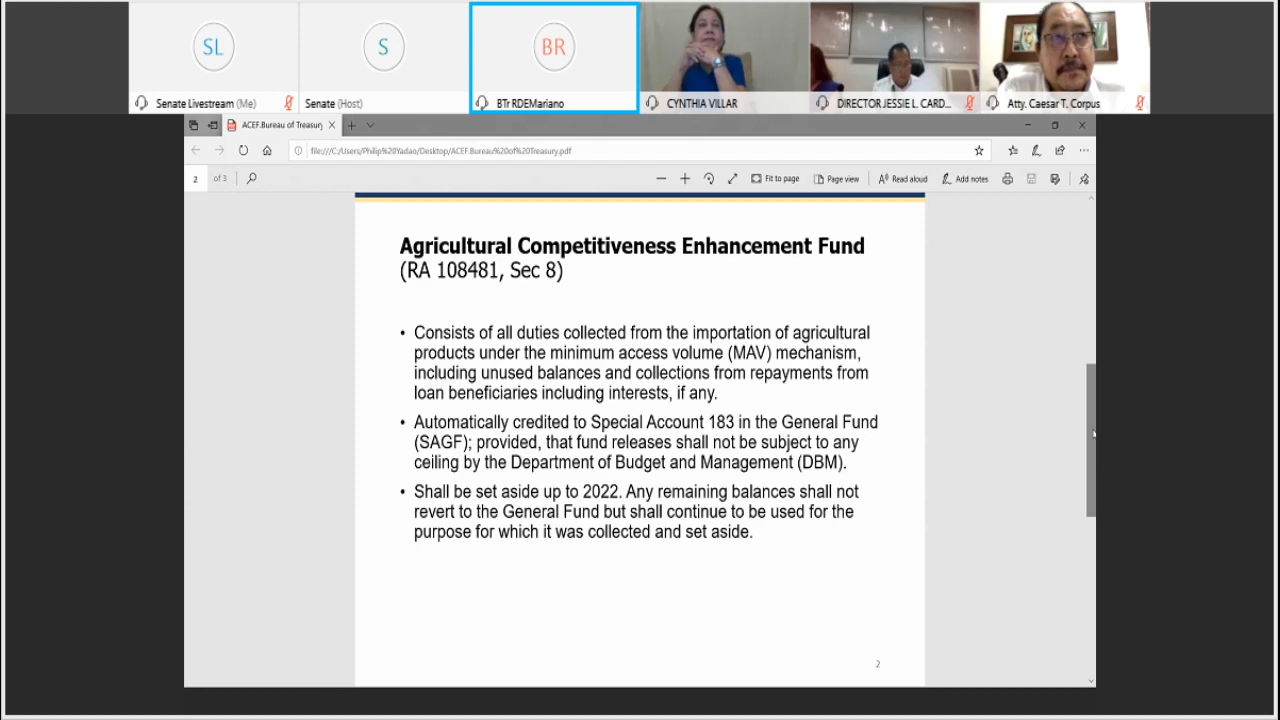 SL
S
BR
Senate Livestream (Me)
Senate (Host)
BTr RDEMariano
CYNTHIA VILLAR
DIRECTOR JESSIE L. CARD...
Atty. Caesar T. Corpus
ACEF.Bureau of Treasury
file:///C:/Users/Philip%20Yadao/Desktop/ACEF.Bureau%20of%20Treasury.pdf
2 of 3
Fit to page
Page view
Read aloud
Add notes
Agricultural Competitiveness Enhancement Fund
(RA 108481, Sec 8)
• Consists of all duties collected from the importation of agricultural
products under the minimum access volume (MAV) mechanism,
including unused balances and collections from repayments from
loan beneficiaries including interests, if any.
• Automatically credited to Special Account 183 in the General Fund
(SAGF); provided, that fund releases shall not be subject to any
ceiling by the Department of Budget and Management (DBM).
• Shall be set aside up to 2022. Any remaining balances shall not
revert to the General Fund but shall continue to be used for the
purpose for which it was collected and set aside.
2